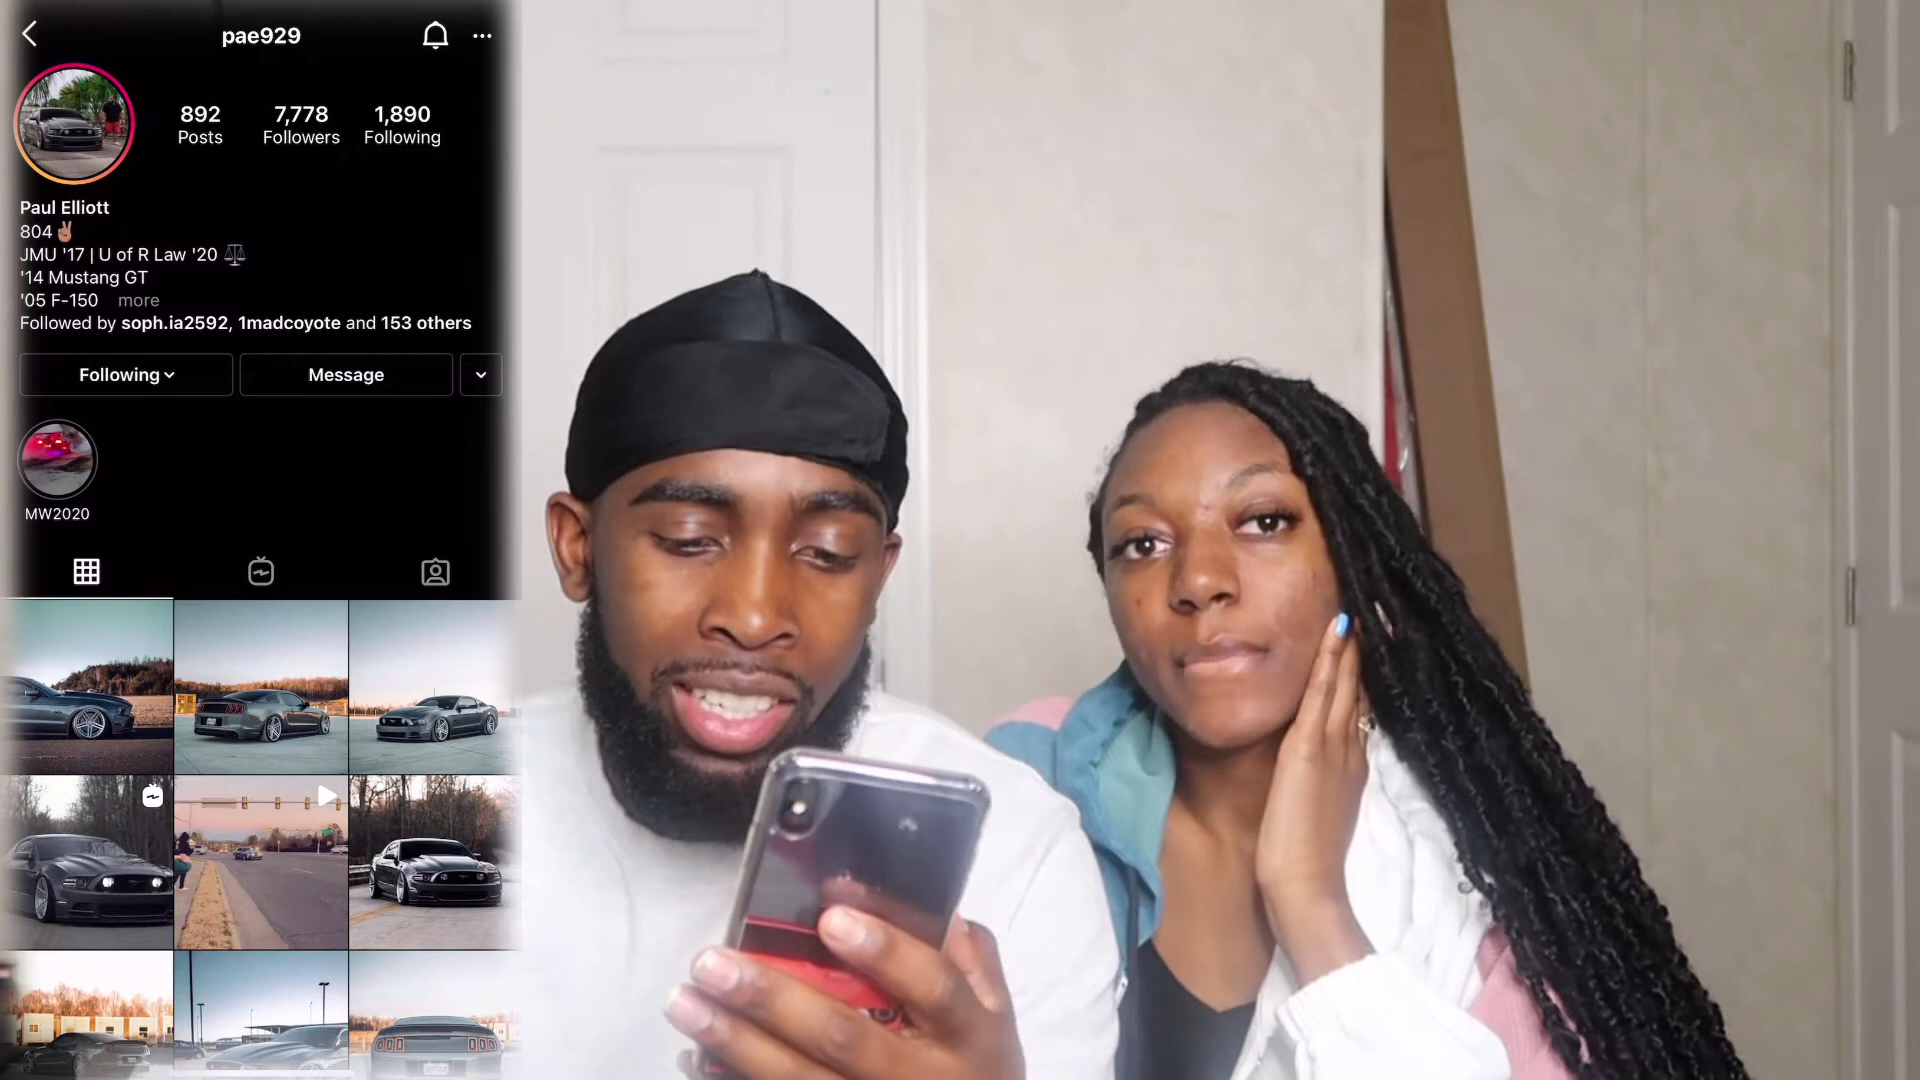 pae929
892 7,778 1,890
Posts Followers Following
Paul Elliott
804✌🏽
JMU '17 | U of R Law '20 ⚖️
'14 Mustang GT
'05 F-150 more
Followed by soph.ia2592, 1madcoyote and 153 others
Following Message
MW2020